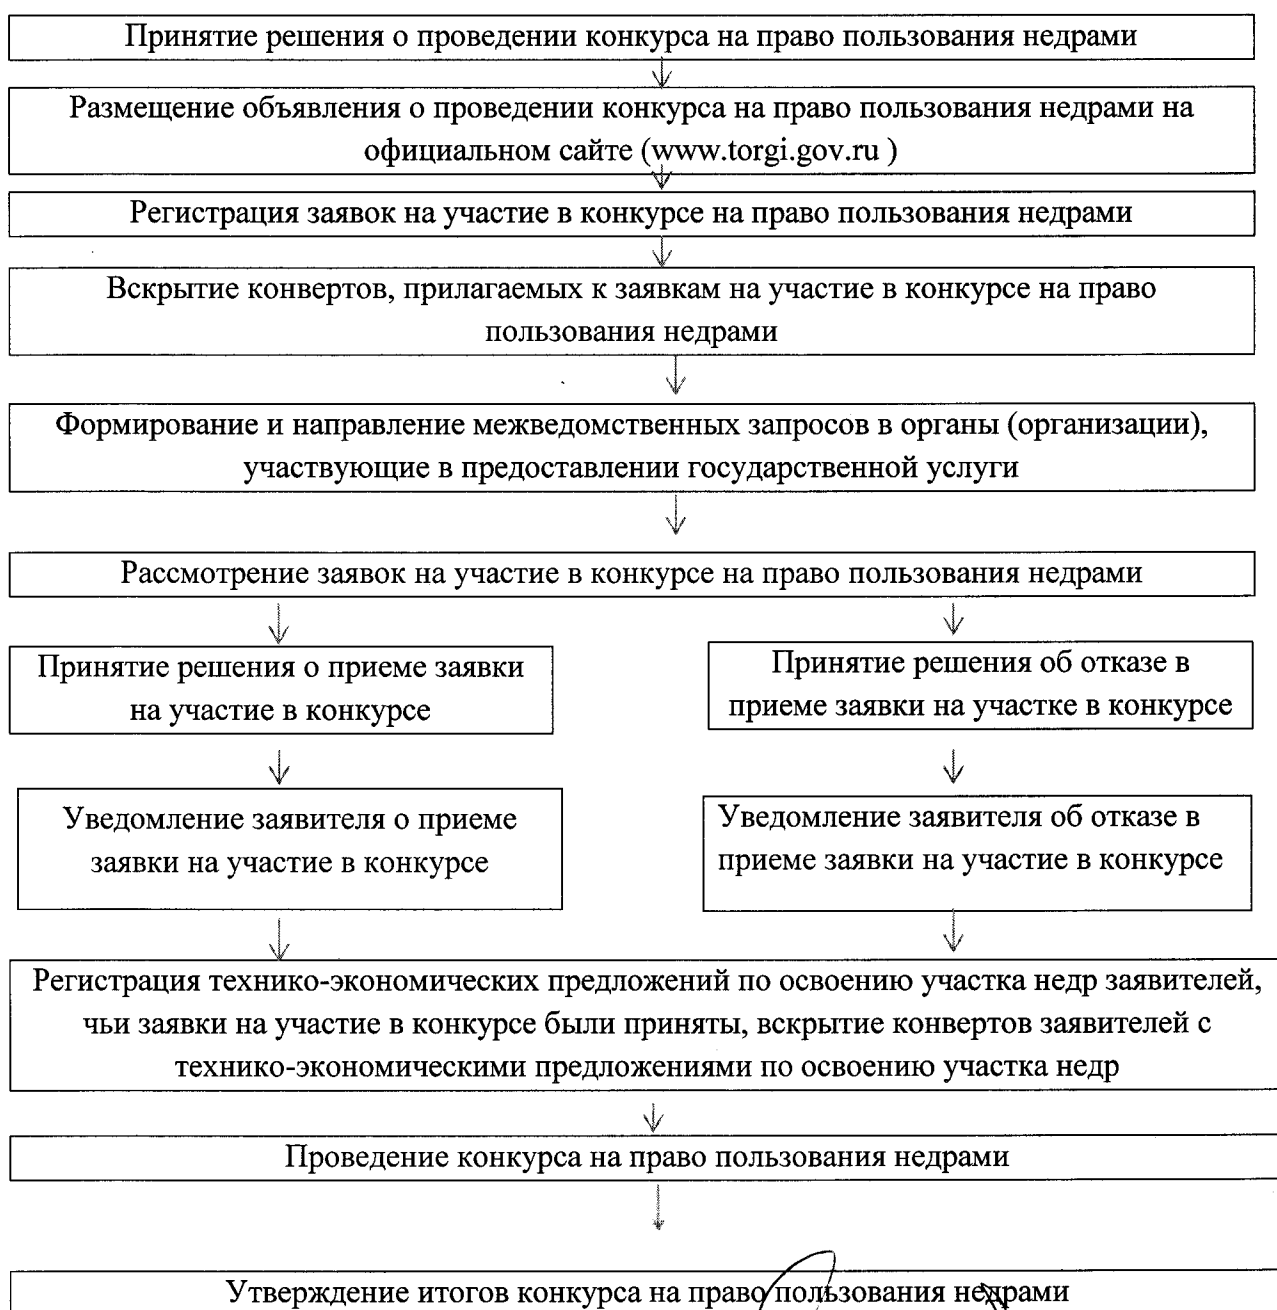 Принятие решения о проведении конкурса на право пользования недрами
Размещение объявления о проведении конкурса на право пользования недрами на
официальном сайте (www.torgi.gov.ru )
Регистрация заявок на участие в конкурсе на право пользования недрами
Вскрытие конвертов, прилагаемых к заявкам на участие в конкурсе на право
пользования недрами
Формирование и направление межведомственных запросов в органы (организации),
участвующие в предоставлении государственной услуги
Рассмотрение заявок на участие в конкурсе на право пользования недрами
Принятие решения о приеме заявки
на участие в конкурсе
Принятие решения об отказе в
приеме заявки на участке в конкурсе
Уведомление заявителя о приеме
заявки на участие в конкурсе
Уведомление заявителя об отказе в
приеме заявки на участие в конкурсе
Регистрация технико-экономических предложений по освоению участка недр заявителей,
чьи заявки на участие в конкурсе были приняты, вскрытие конвертов заявителей с
технико-экономическими предложениями по освоению участка недр
Проведение конкурса на право пользования недрами
Утверждение итогов конкурса на право пользования недрами